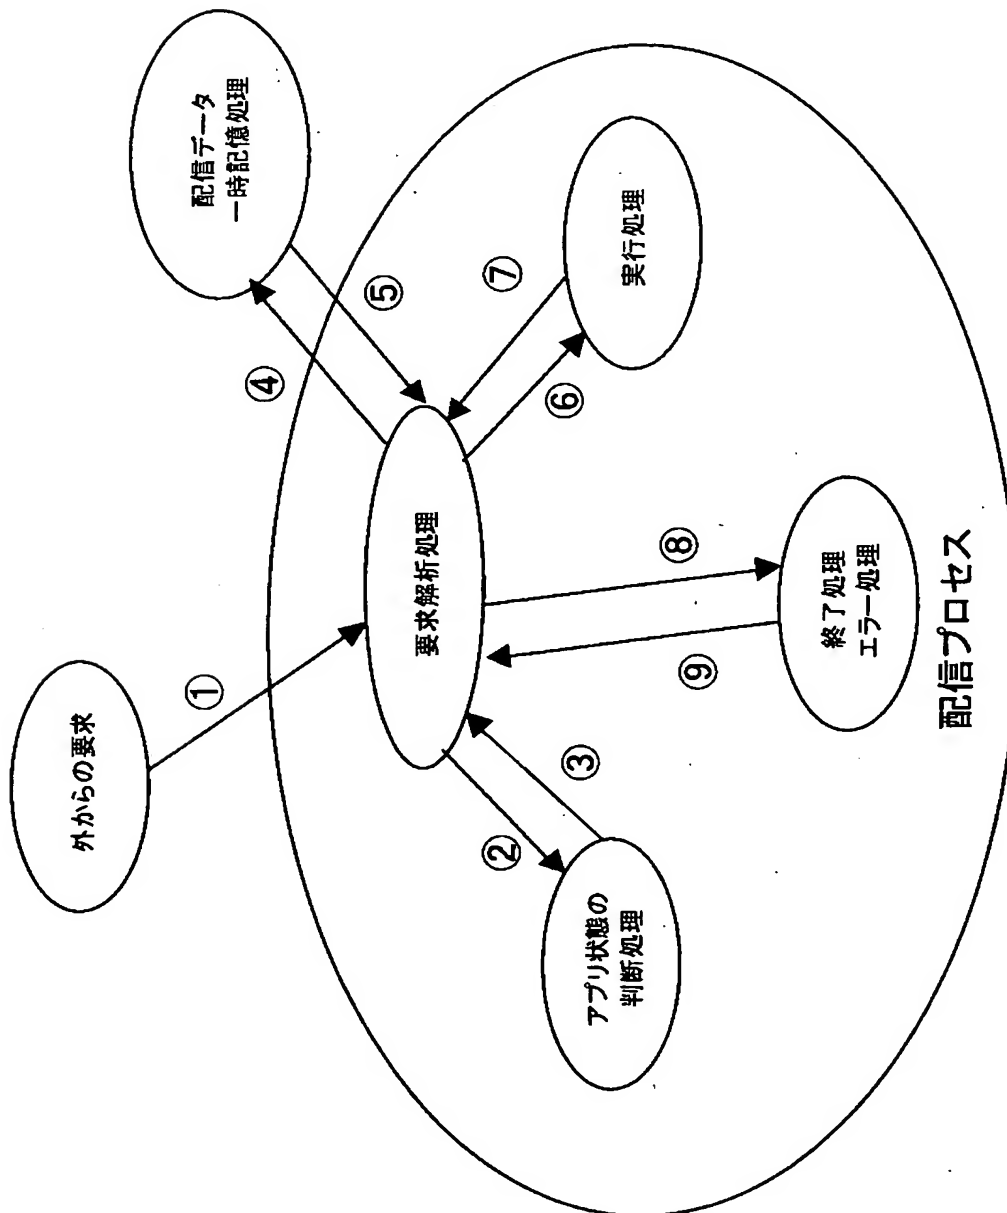 外からの要求
①
配信データ
一時記憶処理
④
⑤
要求解析処理
②
③
⑥
⑦
⑧
⑨
アプリ状態の
判断処理
実行処理
終了処理
エラー処理
配信プロセス